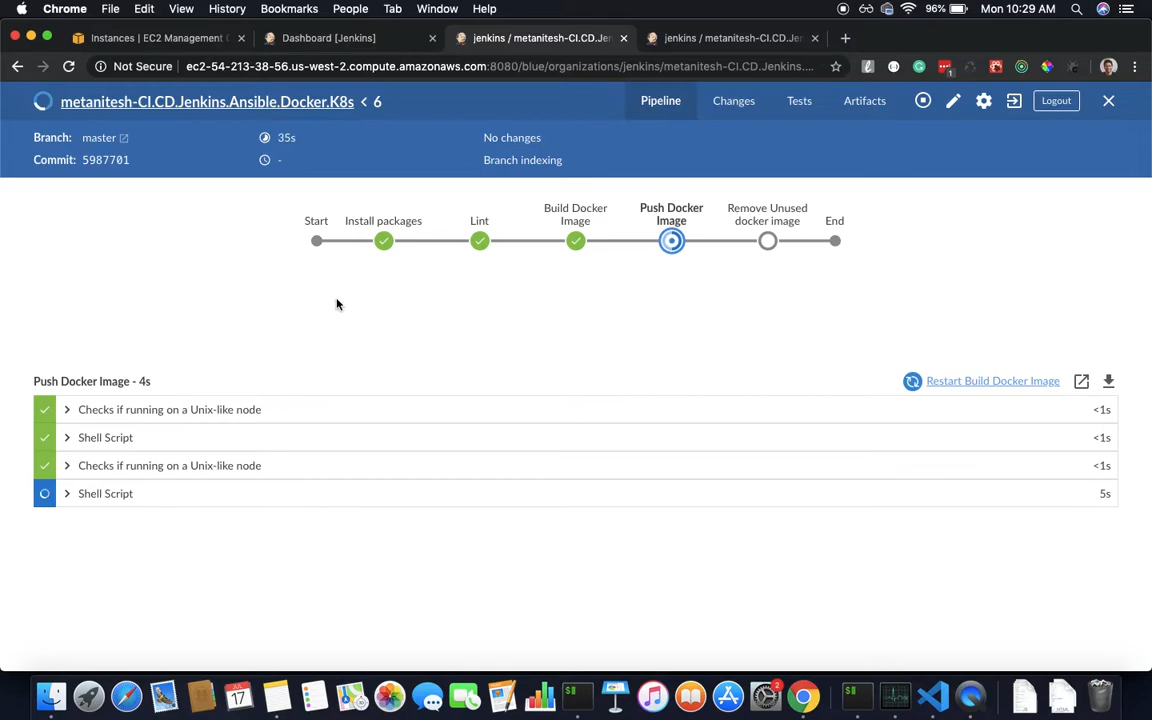 Chrome File Edit View History Bookmarks People Tab Window Help 96% Mon 10:29 AM
Instances | EC2 Management C Dashboard [Jenkins] jenkins / metanitesh-CI.CD.Jen jenkins / metanitesh-CI.CD.Jen
Not Secure ec2-54-213-38-56.us-west-2.compute.amazonaws.com:8080/blue/organizations/jenkins/metanitesh-CI.CD.Jenkins....
metanitesh-CI.CD.Jenkins.Ansible.Docker.K8s < 6 Pipeline Changes Tests Artifacts Logout
Branch: master 35s No changes
Commit: 5987701 - Branch indexing
Start Install packages Lint Build Docker Image Push Docker Image Remove Unused docker image End
Push Docker Image - 4s Restart Build Docker Image
Checks if running on a Unix-like node <1s
Shell Script <1s
Checks if running on a Unix-like node <1s
Shell Script 5s
17 2